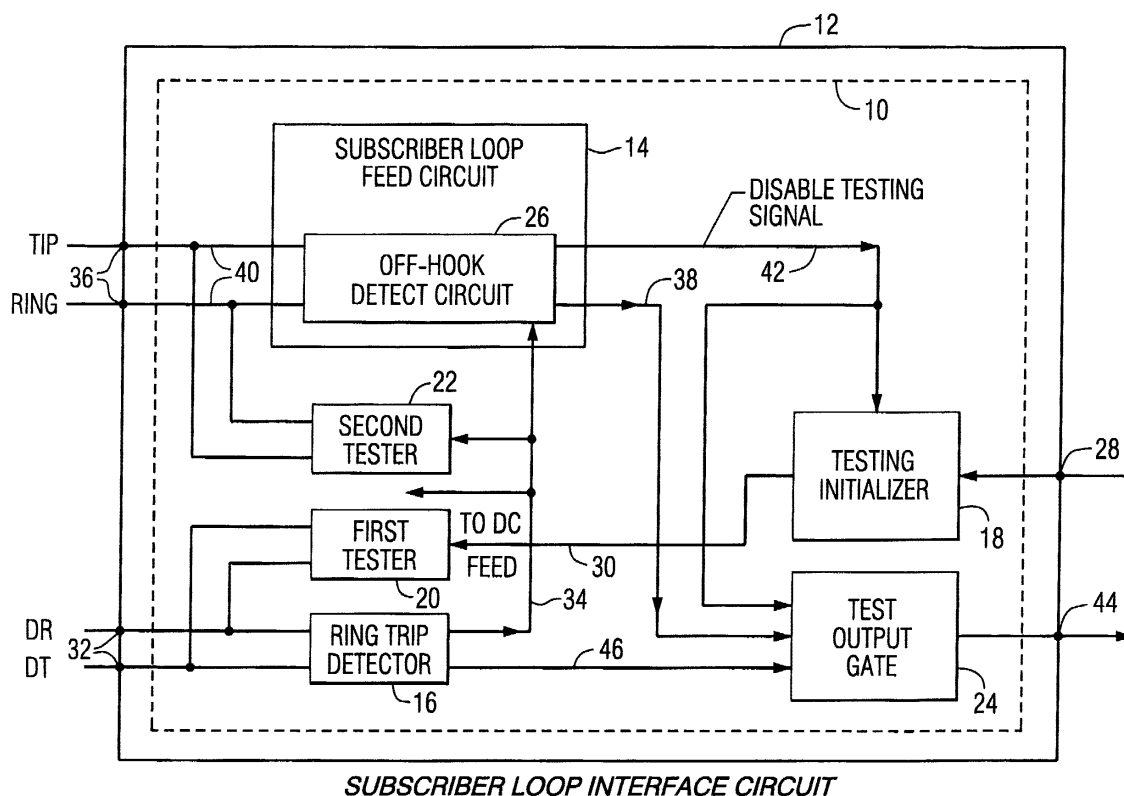 12
10
SUBSCRIBER LOOP
FEED CIRCUIT
14
DISABLE TESTING
SIGNAL
26
TIP
36
40
OFF-HOOK
DETECT CIRCUIT
42
38
RING
22
SECOND
TESTER
TESTING
INITIALIZER
28
18
FIRST
TESTER
TO DC
FEED
30
20
34
DR
32
DT
RING TRIP
DETECTOR
46
16
TEST
OUTPUT
GATE
44
24
SUBSCRIBER LOOP INTERFACE CIRCUIT